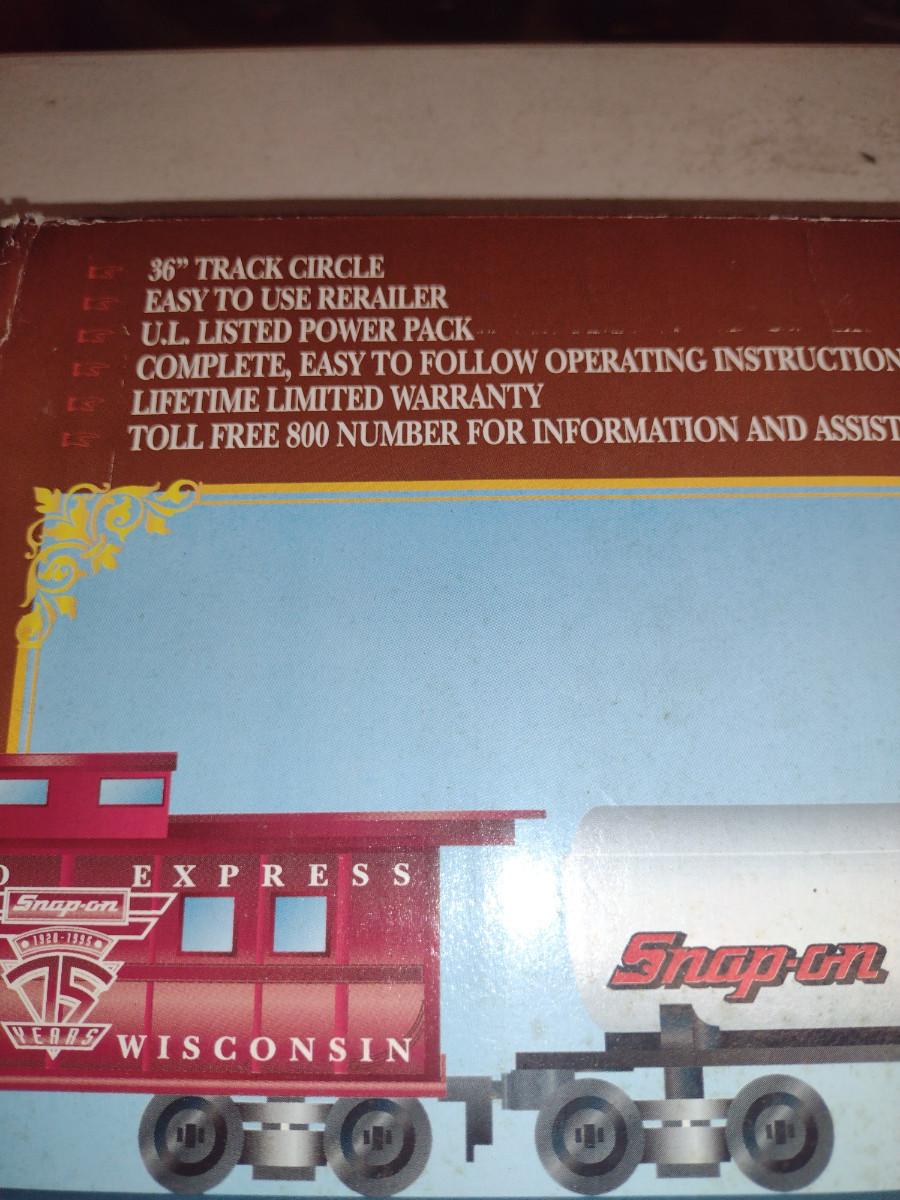 36” TRACK CIRCLE
EASY TO USE RERAILER
U.L. LISTED POWER PACK
COMPLETE, EASY TO FOLLOW OPERATING INSTRUCTION
LIFETIME LIMITED WARRANTY
TOLL FREE 800 NUMBER FOR INFORMATION AND ASSIST
O EXPRESS
Snap-on
1920-1995
75
YEARS
WISCONSIN
Snap-on